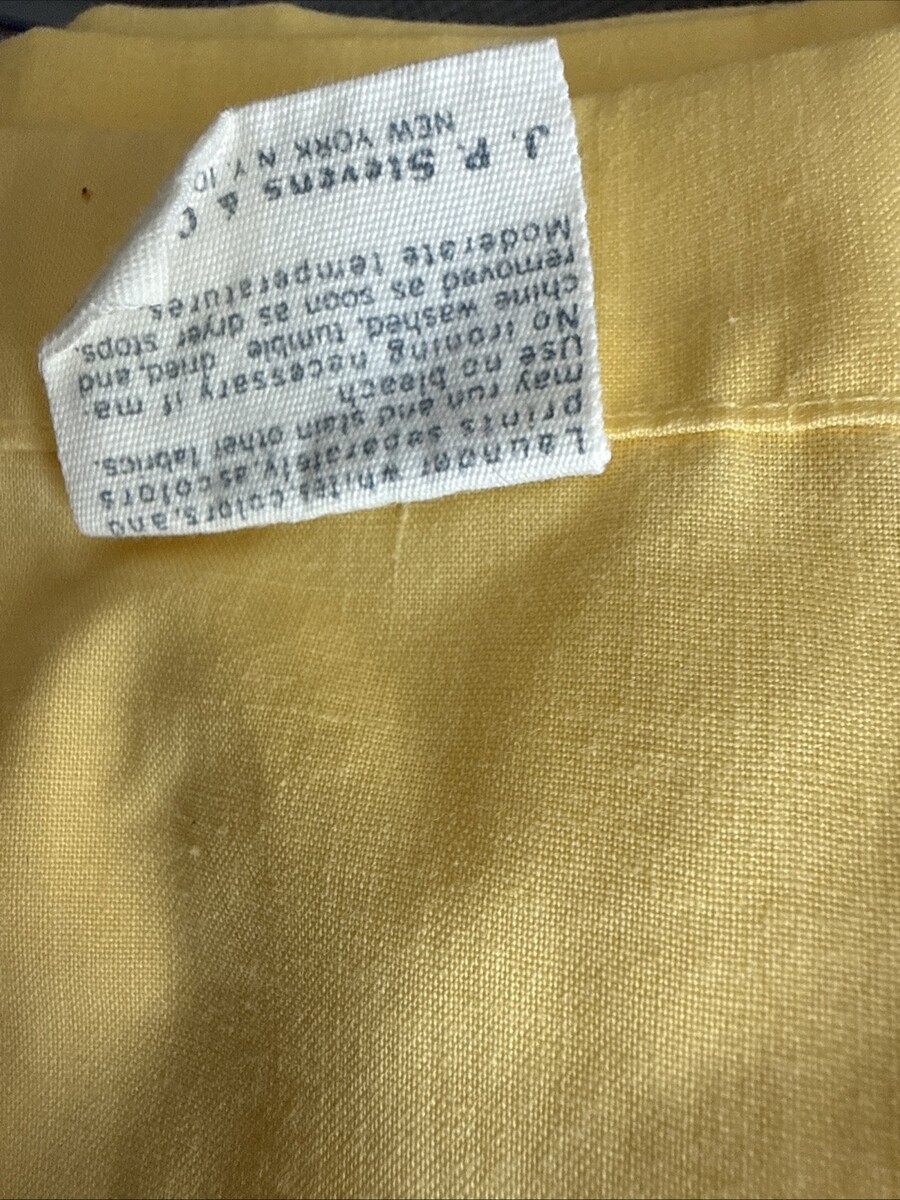 Launder whites, colors, and
prints separately, as colors
may run and stain other fabrics.
Use no bleach.
No ironing necessary if ma-
chine washed, tumble dried, and
removed as soon as dryer stops.
Moderate temperatures
J. P. Stevens & C
NEW YORK N.Y. 10